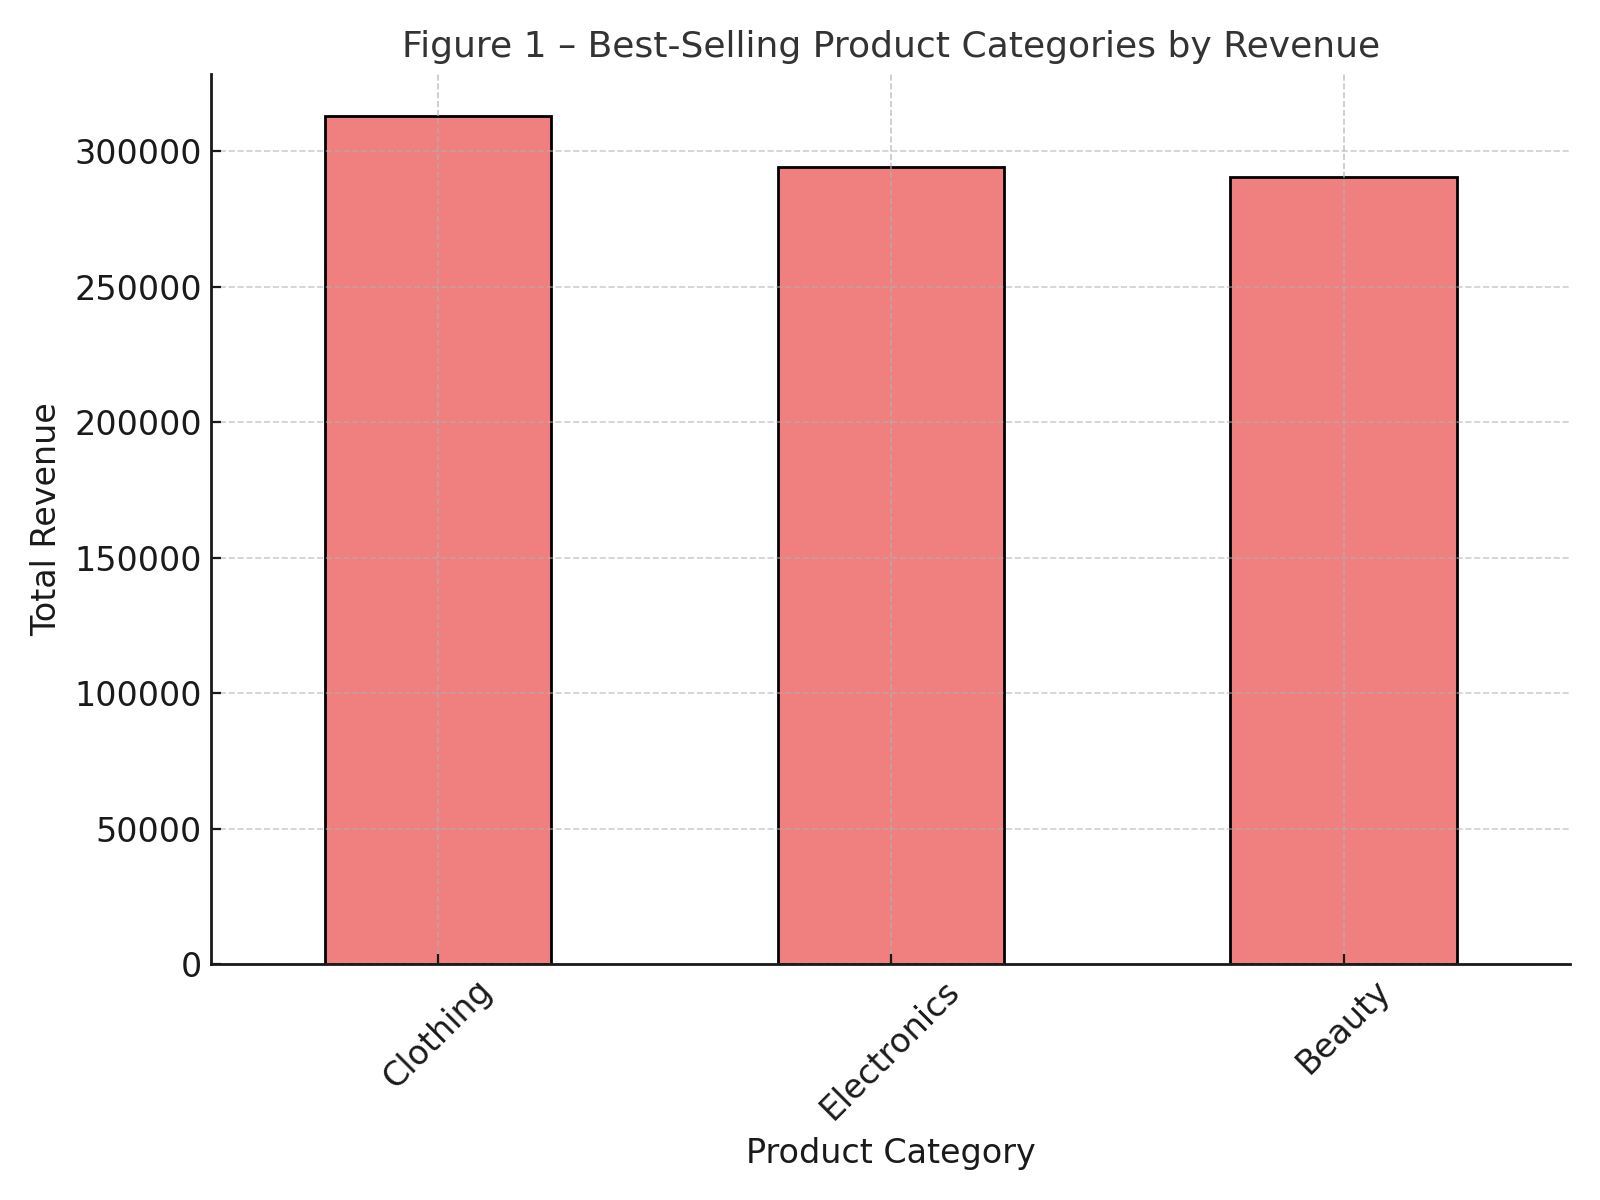 Figure 1 – Best-Selling Product Categories by Revenue
Total Revenue
300000
250000
200000
150000
100000
50000
0
Clothing
Electronics
Beauty
Product Category